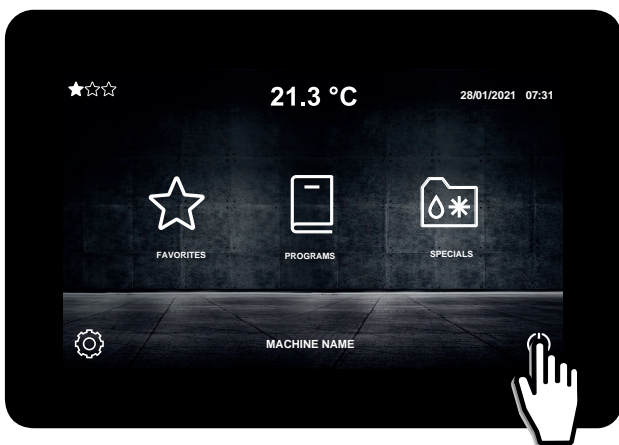 21.3 °C
28/01/2021 07:31
FAVORITES
PROGRAMS
SPECIALS
MACHINE NAME